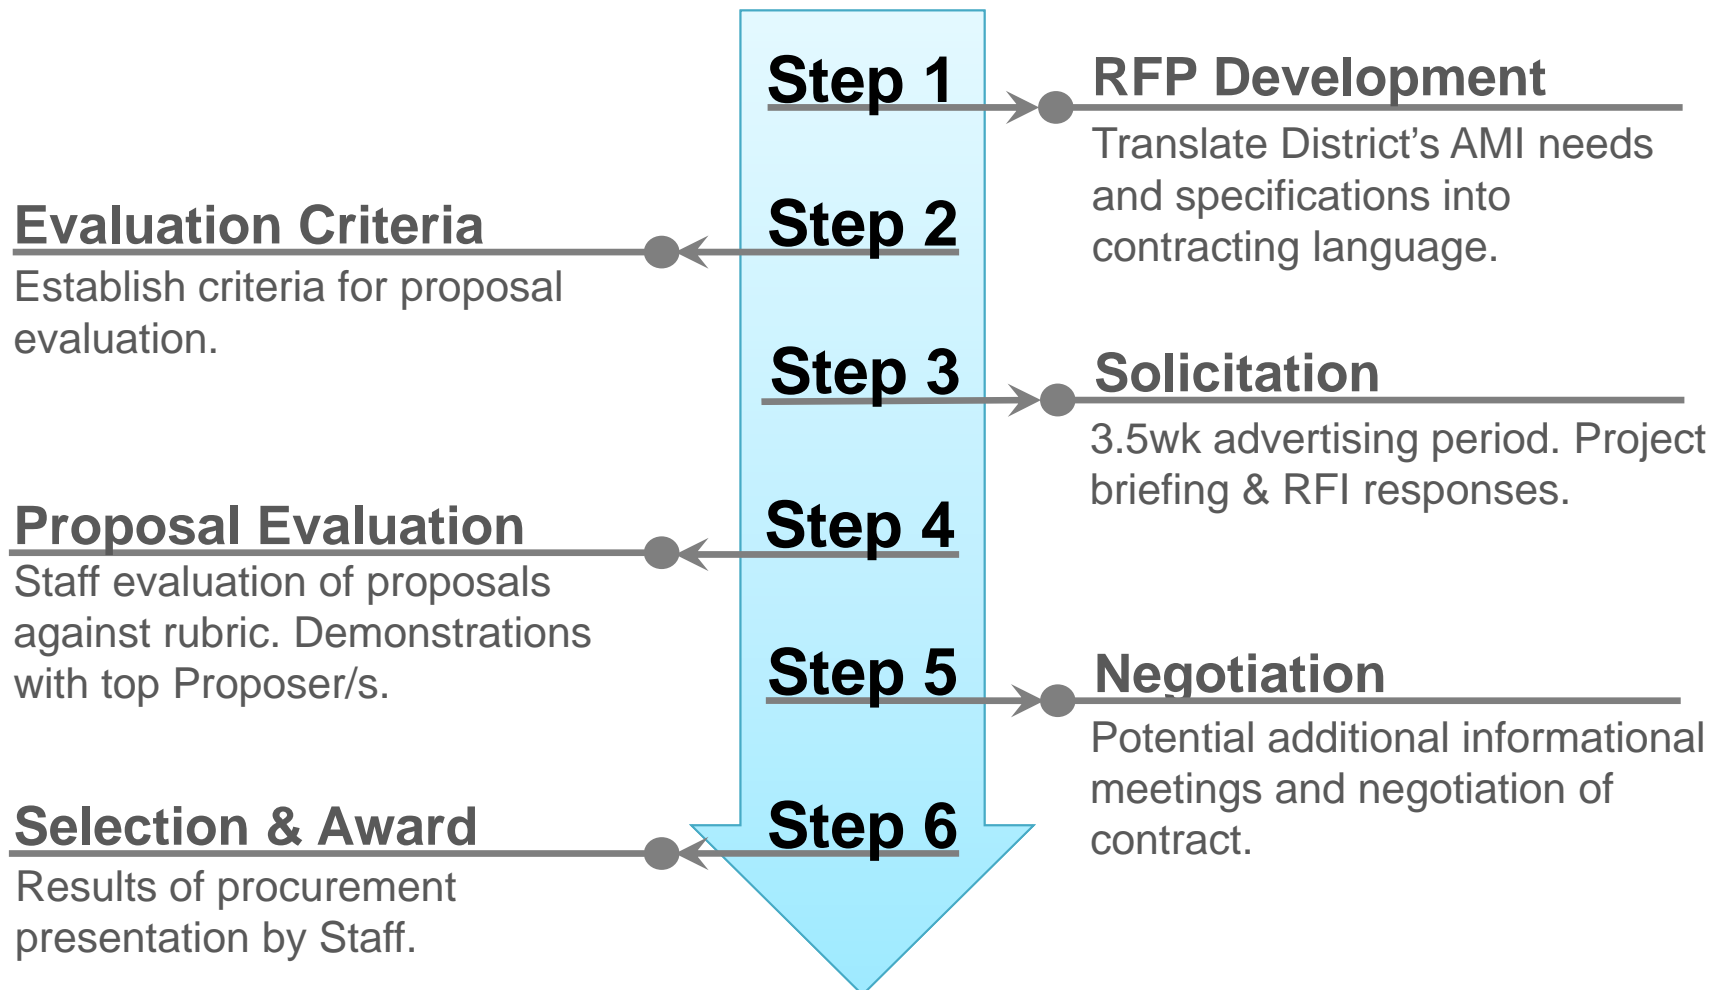 Step 1
RFP Development
Translate District’s AMI needs
and specifications into
contracting language.
Step 2
Evaluation Criteria
Establish criteria for proposal
evaluation.
Step 3
Solicitation
3.5wk advertising period. Project
briefing & RFI responses.
Step 4
Proposal Evaluation
Staff evaluation of proposals
against rubric. Demonstrations
with top Proposer/s.
Step 5
Negotiation
Potential additional informational
meetings and negotiation of
contract.
Step 6
Selection & Award
Results of procurement
presentation by Staff.